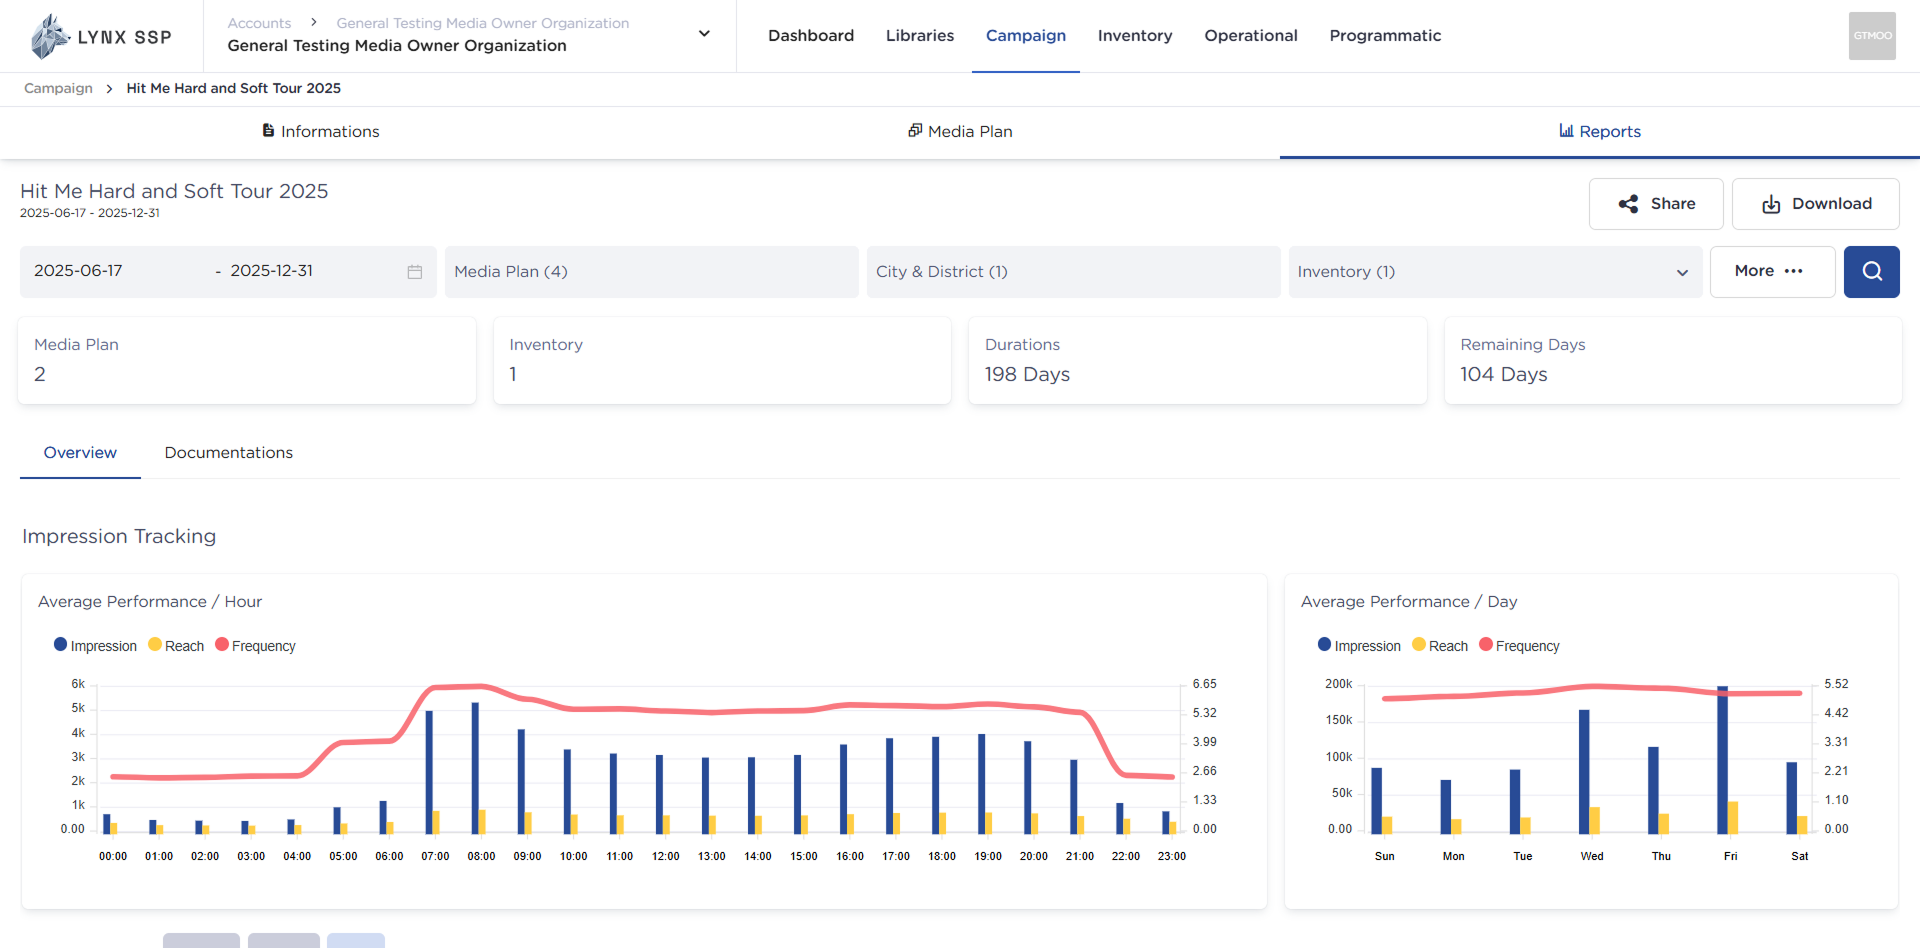 LYNX SSP
Accounts > General Testing Media Owner Organization
General Testing Media Owner Organization
Dashboard Libraries Campaign Inventory Operational Programmatic
GTMOO
Campaign > Hit Me Hard and Soft Tour 2025
Informations Media Plan Reports
Hit Me Hard and Soft Tour 2025
2025-06-17 - 2025-12-31
Share Download
2025-06-17 - 2025-12-31 Media Plan (4) City & District (1) Inventory (1) More •••
Media Plan Inventory Durations Remaining Days
2 1 198 Days 104 Days
Overview Documentations
Impression Tracking
Average Performance / Hour
Impression Reach Frequency
6k 6.65
5k 5.32
4k 3.99
3k
2k 2.66
1k 1.33
0.00 0.00
00:00 01:00 02:00 03:00 04:00 05:00 06:00 07:00 08:00 09:00 10:00 11:00 12:00 13:00 14:00 15:00 16:00 17:00 18:00 19:00 20:00 21:00 22:00 23:00
Average Performance / Day
Impression Reach Frequency
200k 5.52
150k 4.42
3.31
100k 2.21
50k 1.10
0.00 0.00
Sun Mon Tue Wed Thu Fri Sat